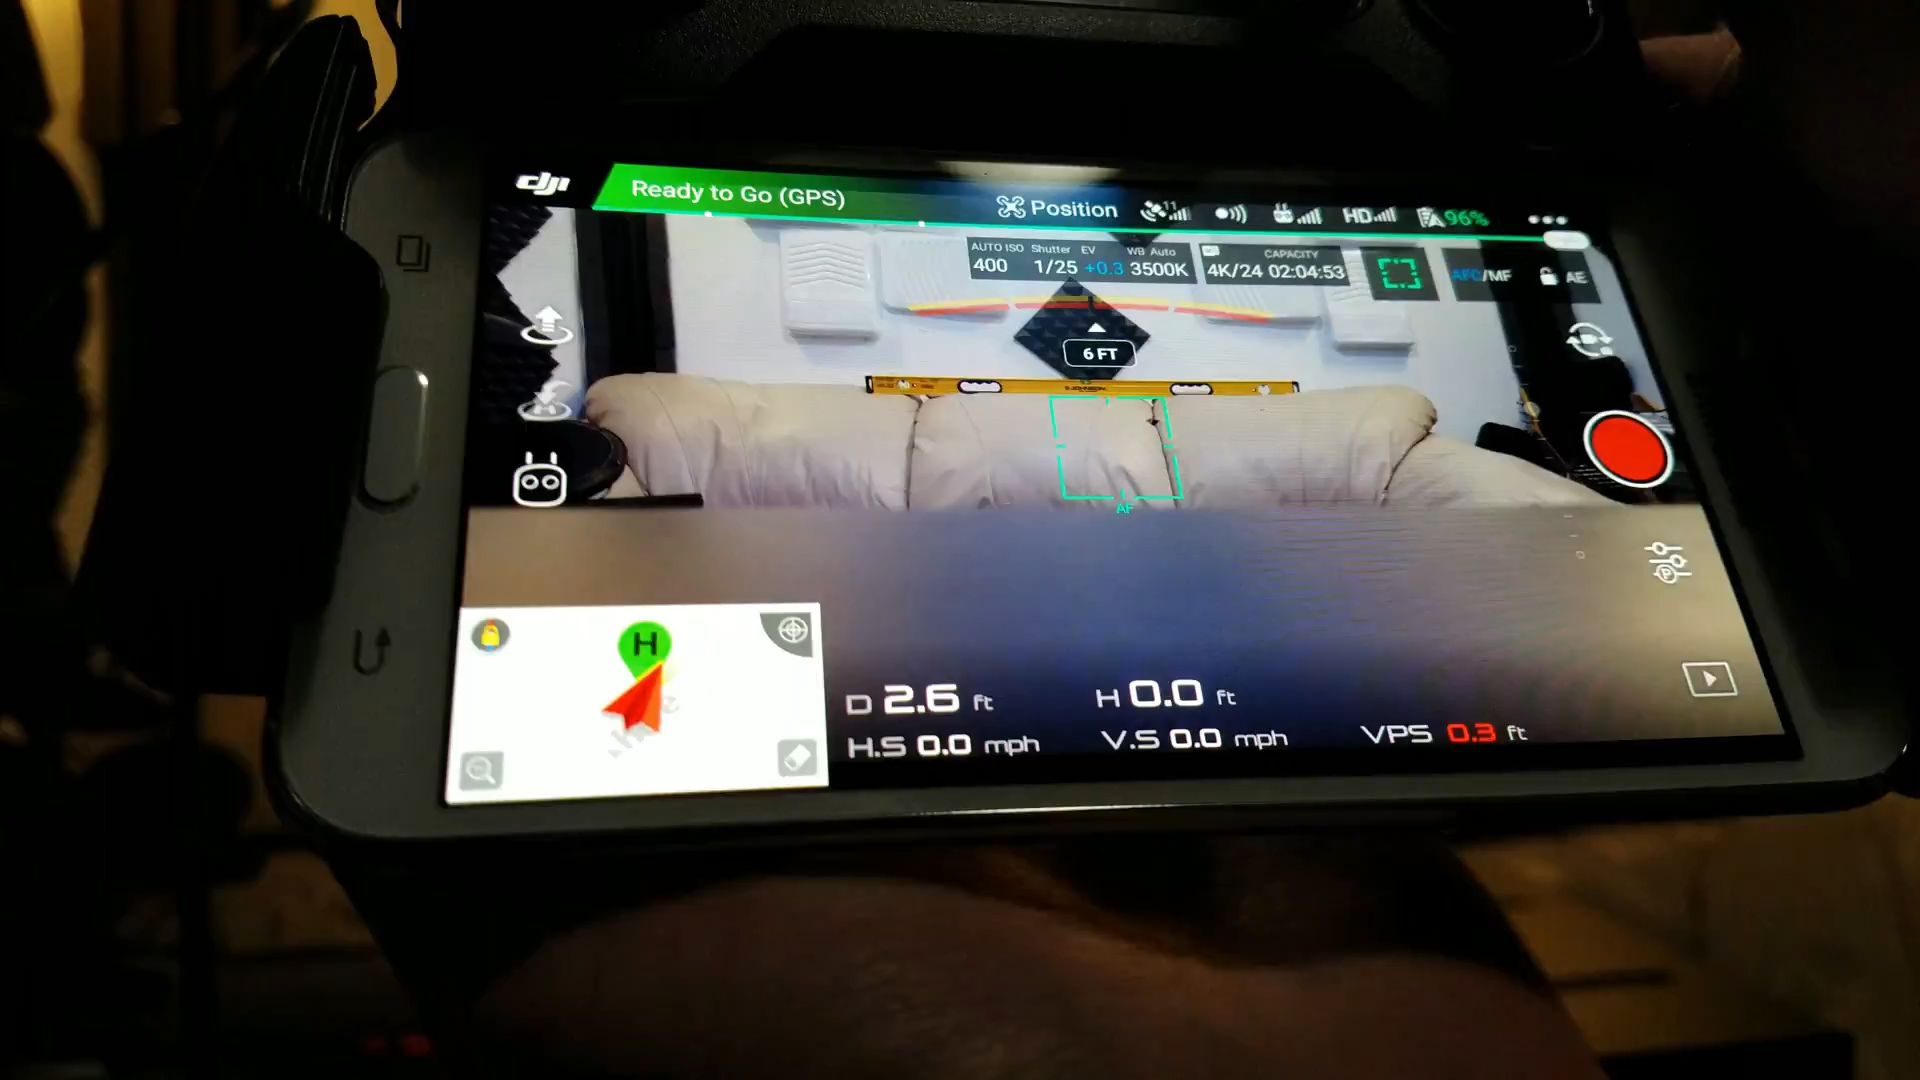 dji Ready to Go (GPS) Position 11 HD 96%
AUTO ISO Shutter EV WB Auto CAPACITY
400 1/25 +0.3 3500K 4K/24 02:04:53 AFC/MF AE
6 FT
JOHNSON
AF
H
D 2.6 ft H 0.0 ft
H.S 0.0 mph V.S 0.0 mph VPS 0.3 ft